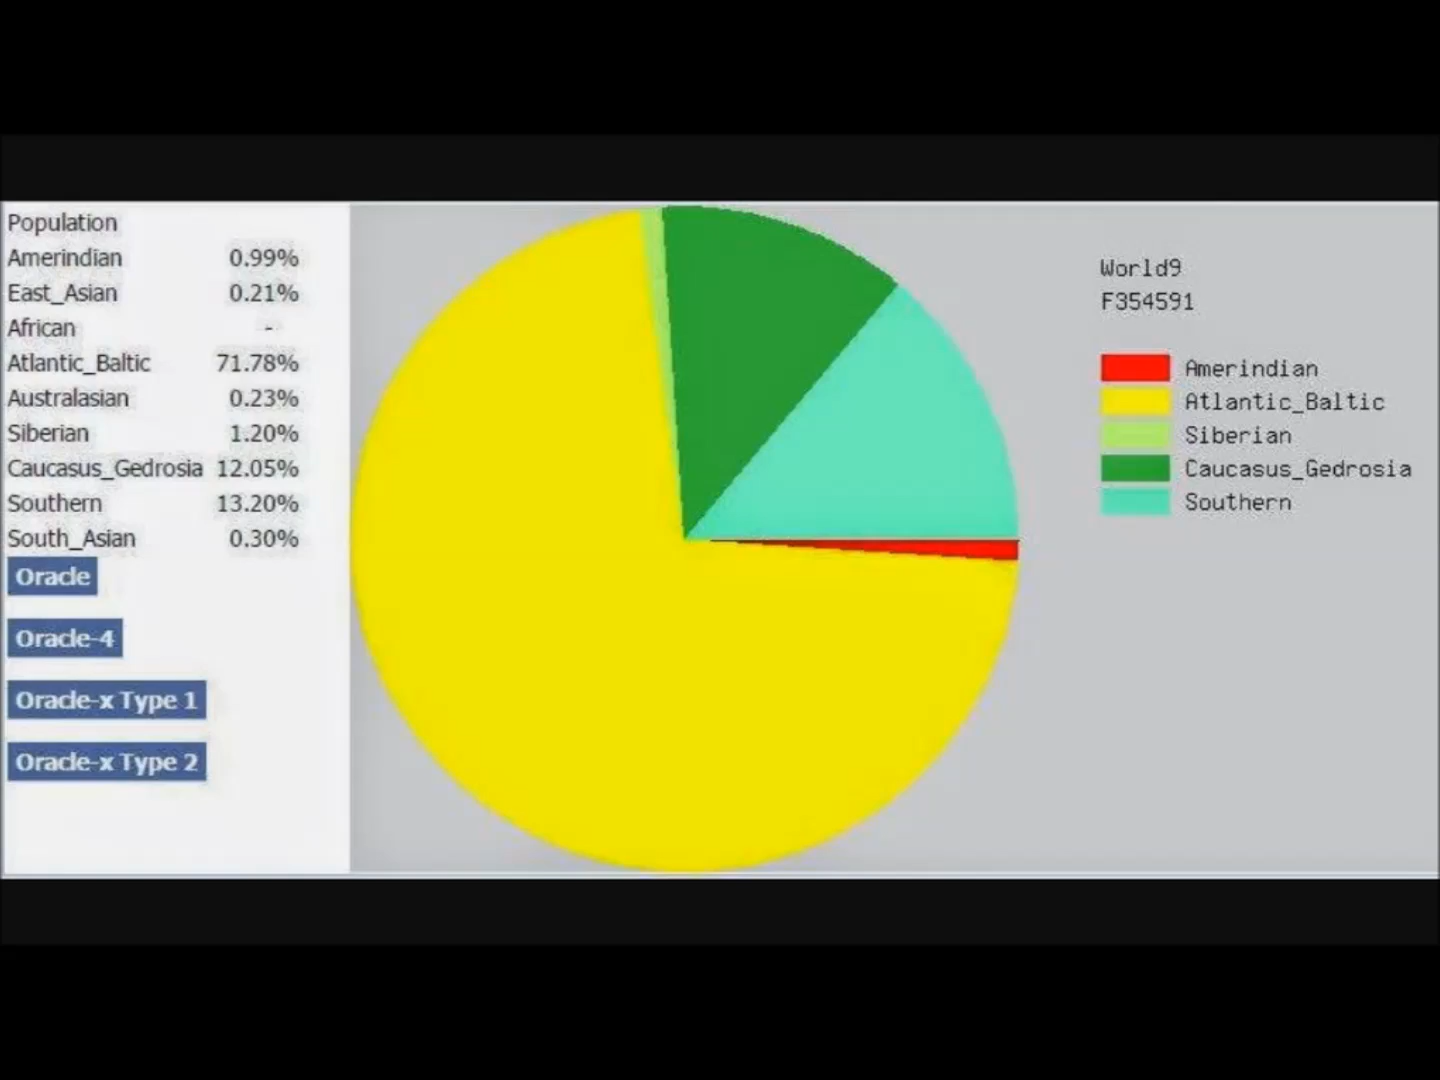 Population
Amerindian 0.99%
East_Asian 0.21%
African -
Atlantic_Baltic 71.78%
Australasian 0.23%
Siberian 1.20%
Caucasus_Gedrosia 12.05%
Southern 13.20%
South_Asian 0.30%
Oracle
Oracle-4
Oracle-x Type 1
Oracle-x Type 2
World9
F354591
Amerindian
Atlantic_Baltic
Siberian
Caucasus_Gedrosia
Southern